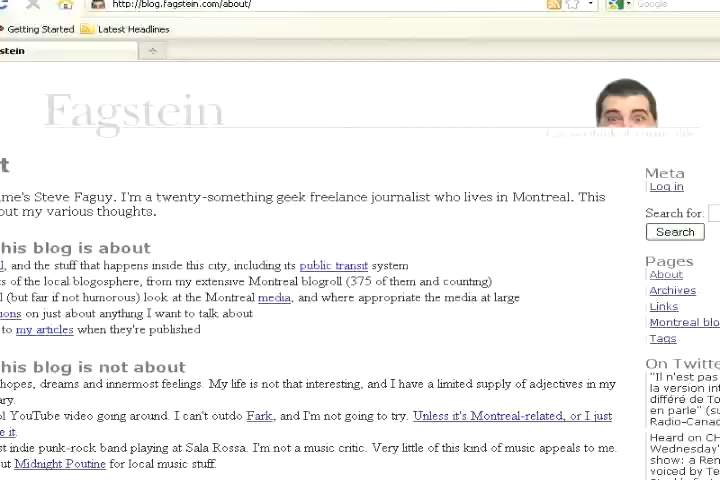 http://blog.fagstein.com/about/
Google
Getting Started Latest Headlines
stein
Fagstein
t
me's Steve Faguy. I'm a twenty-something geek freelance journalist who lives in Montreal. This
out my various thoughts.
his blog is about
l, and the stuff that happens inside this city, including its public transit system
s of the local blogosphere, from my extensive Montreal blogroll (375 of them and counting)
l (but far if not humorous) look at the Montreal media, and where appropriate the media at large
ions on just about anything I want to talk about
to my articles when they're published
his blog is not about
hopes, dreams and innermost feelings. My life is not that interesting, and I have a limited supply of adjectives in my
ary.
ol YouTube video going around. I can't outdo Fark, and I'm not going to try. Unless it's Montreal-related, or I just
e it.
st indie punk-rock band playing at Sala Rossa. I'm not a music critic. Very little of this kind of music appeals to me.
out Midnight Poutine for local music stuff.
Meta
Log in
Search for:
Search
Pages
About
Archives
Links
Montreal blo
Tags
On Twitte
"Il n'est pas
la version int
différé de To
en parle" (su
Radio-Canad
Heard on CH
Wednesday'
show: a Ren
voiced by Te